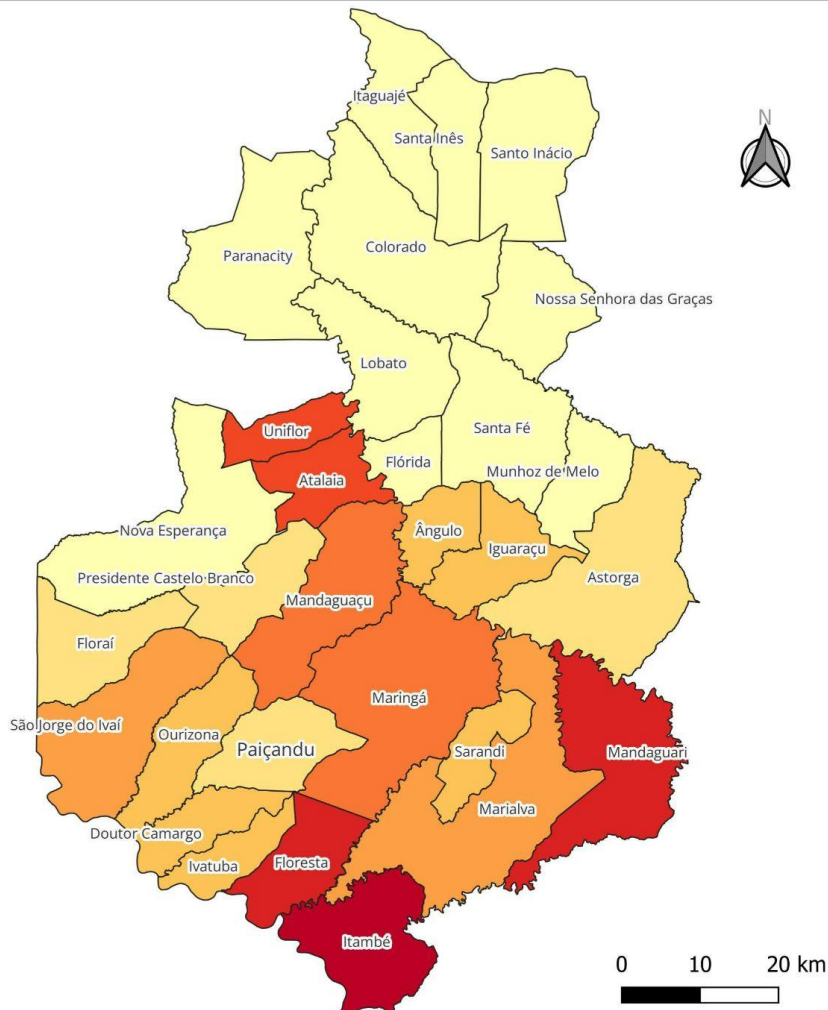 N
Itaguajé
Santa Inês
Santo Inácio
Colorado
Paranacity
Nossa Senhora das Graças
Lobato
Santa Fé
Uniflor
Flórida
Munhoz de Melo
Atalaia
Nova Esperança
Ângulo
Iguaraçu
Presidente Castelo Branco
Astorga
Mandaguaçu
Floraí
Maringá
São Jorge do Ivaí
Ourizona
Paiçandu
Sarandi
Mandaguari
Marialva
Doutor Camargo
Ivatuba
Floresta
Itambé
0 10 20 km